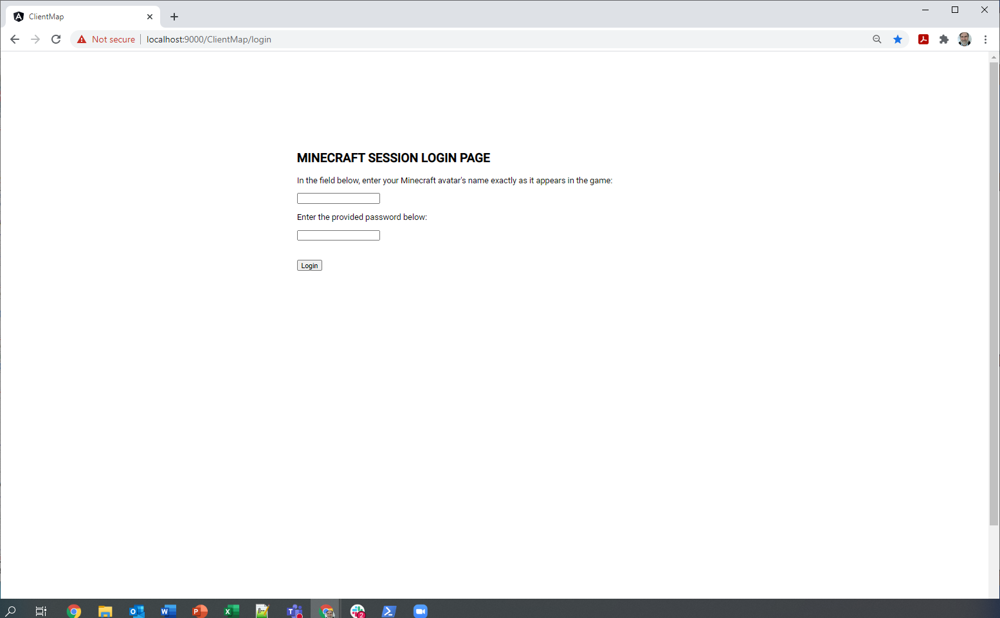 ClientMap
Not secure localhost:9000/ClientMap/login
MINECRAFT SESSION LOGIN PAGE
In the field below, enter your Minecraft avatar's name exactly as it appears in the game:
Enter the provided password below:
Login
2